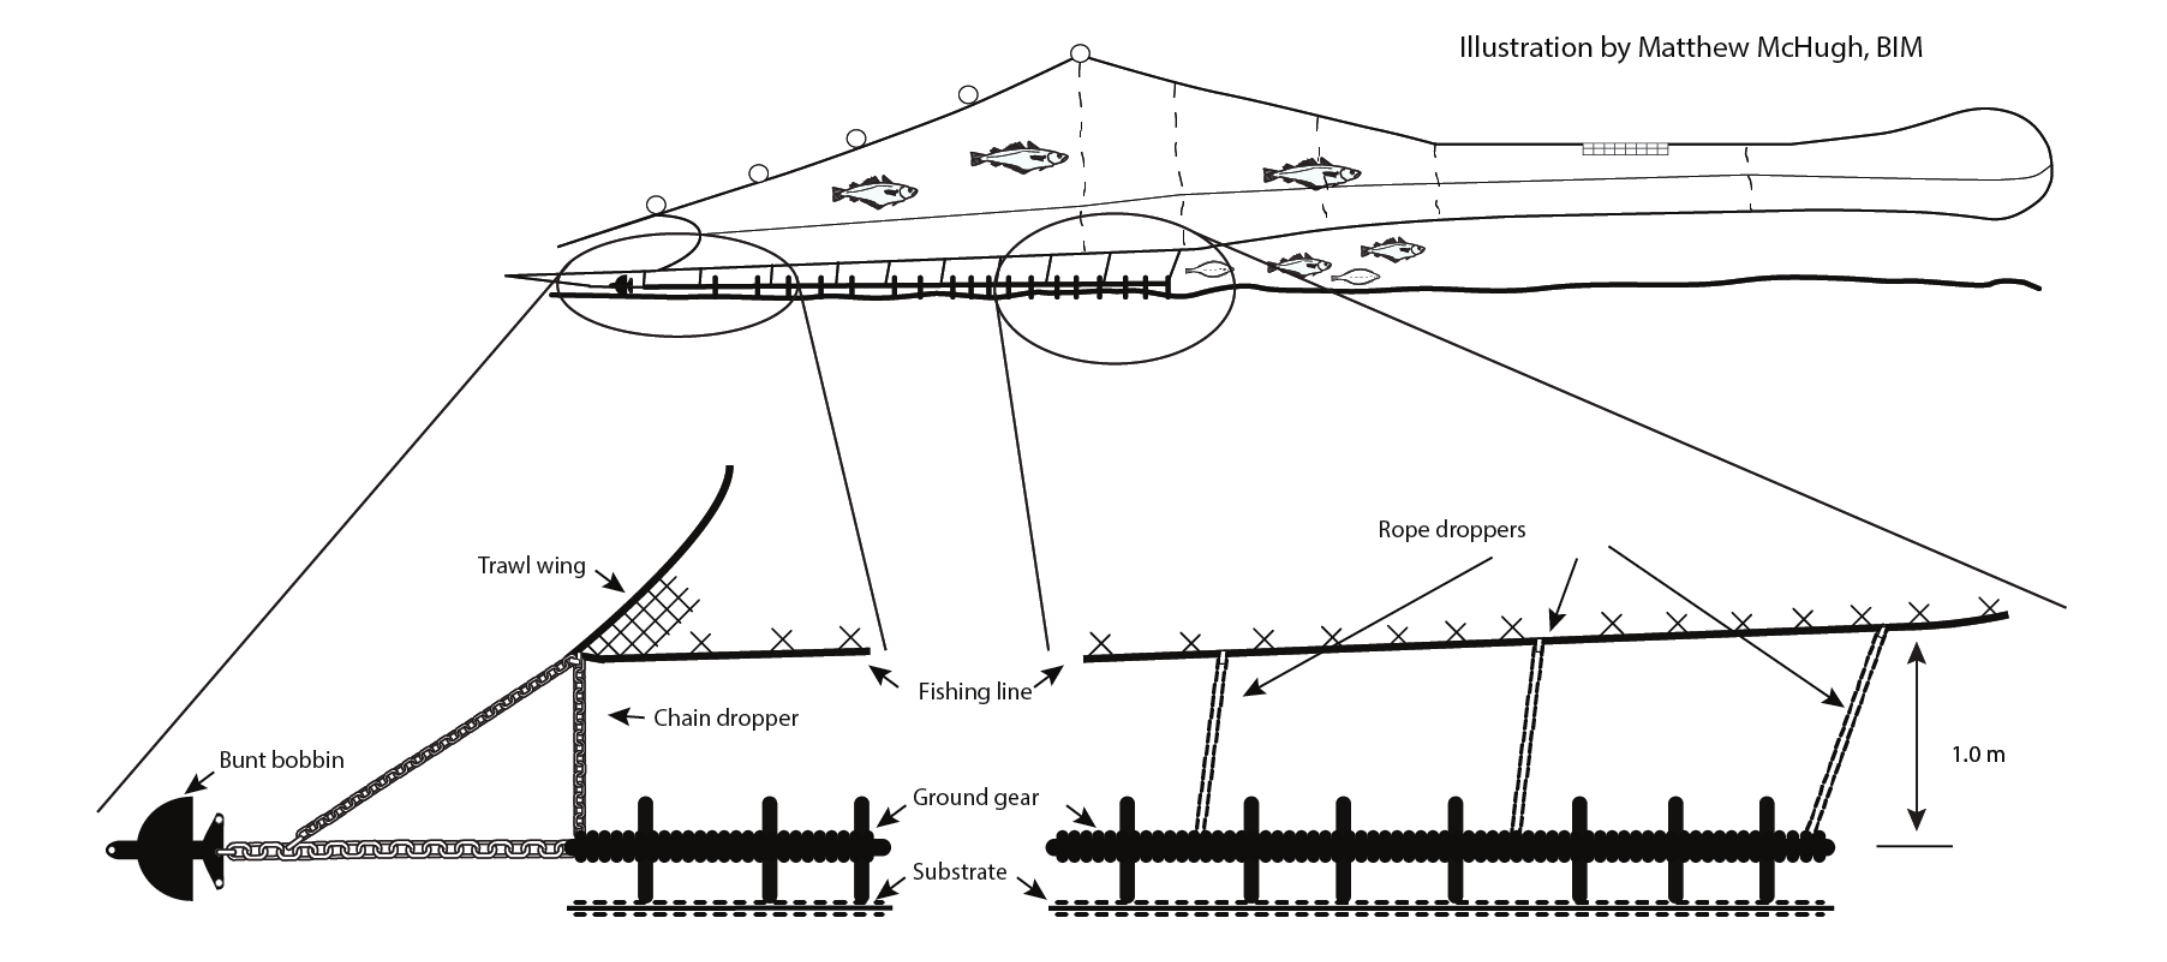 Illustration by Matthew McHugh, BIM
Rope droppers
Trawl wing
Fishing line
Chain dropper
Bunt bobbin
1.0 m
Ground gear
Substrate